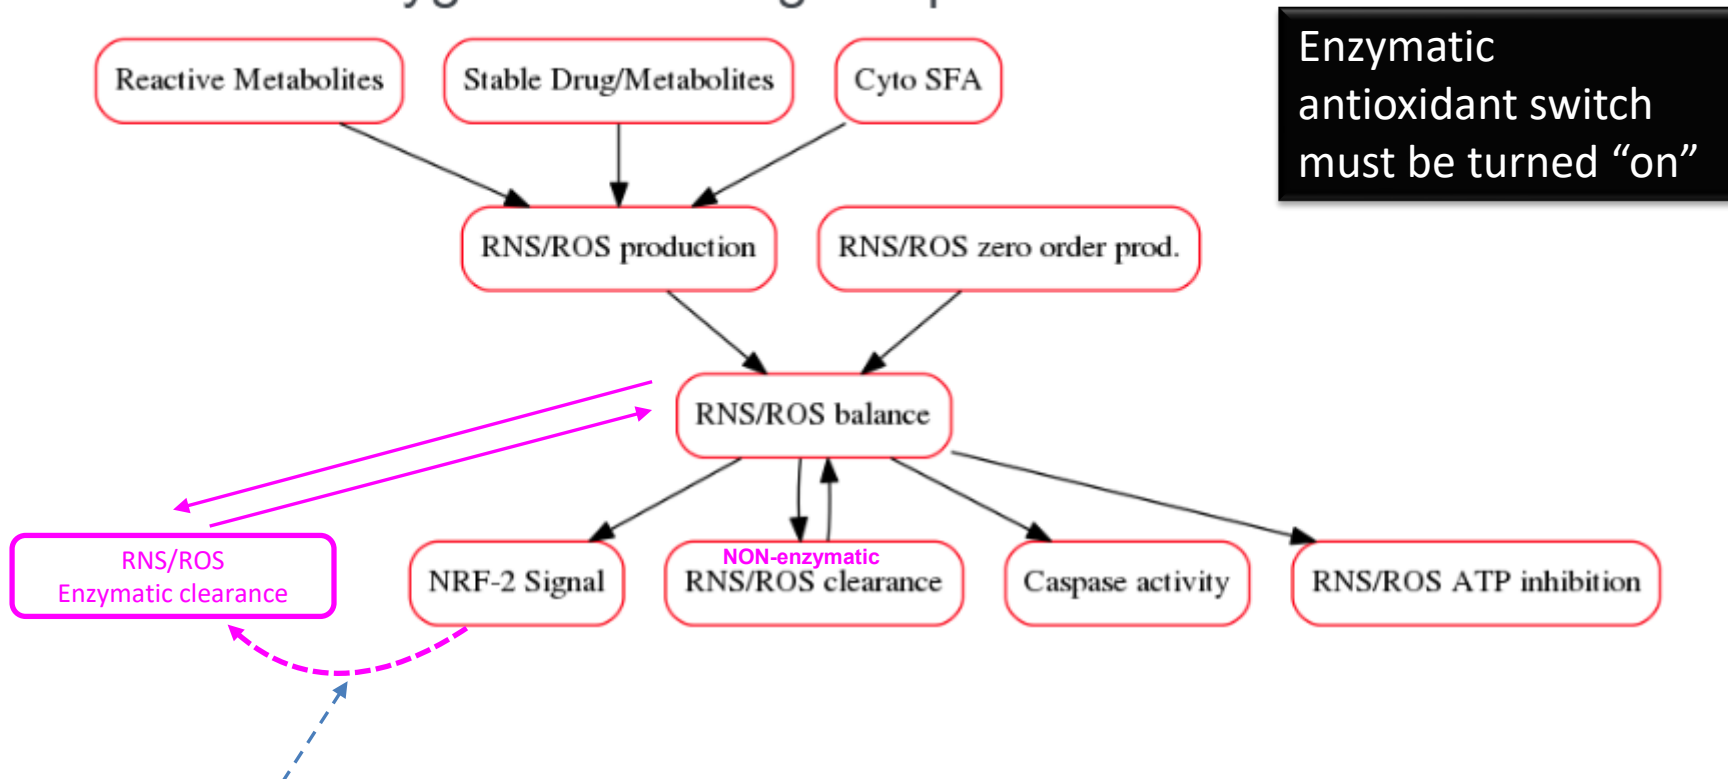 Enzymatic
antioxidant switch
must be turned “on”
Reactive Metabolites
Stable Drug/Metabolites
Cyto SFA
RNS/ROS production
RNS/ROS zero order prod.
RNS/ROS balance
RNS/ROS
Enzymatic clearance
NRF-2 Signal
NON-enzymatic
RNS/ROS clearance
Caspase activity
RNS/ROS ATP inhibition